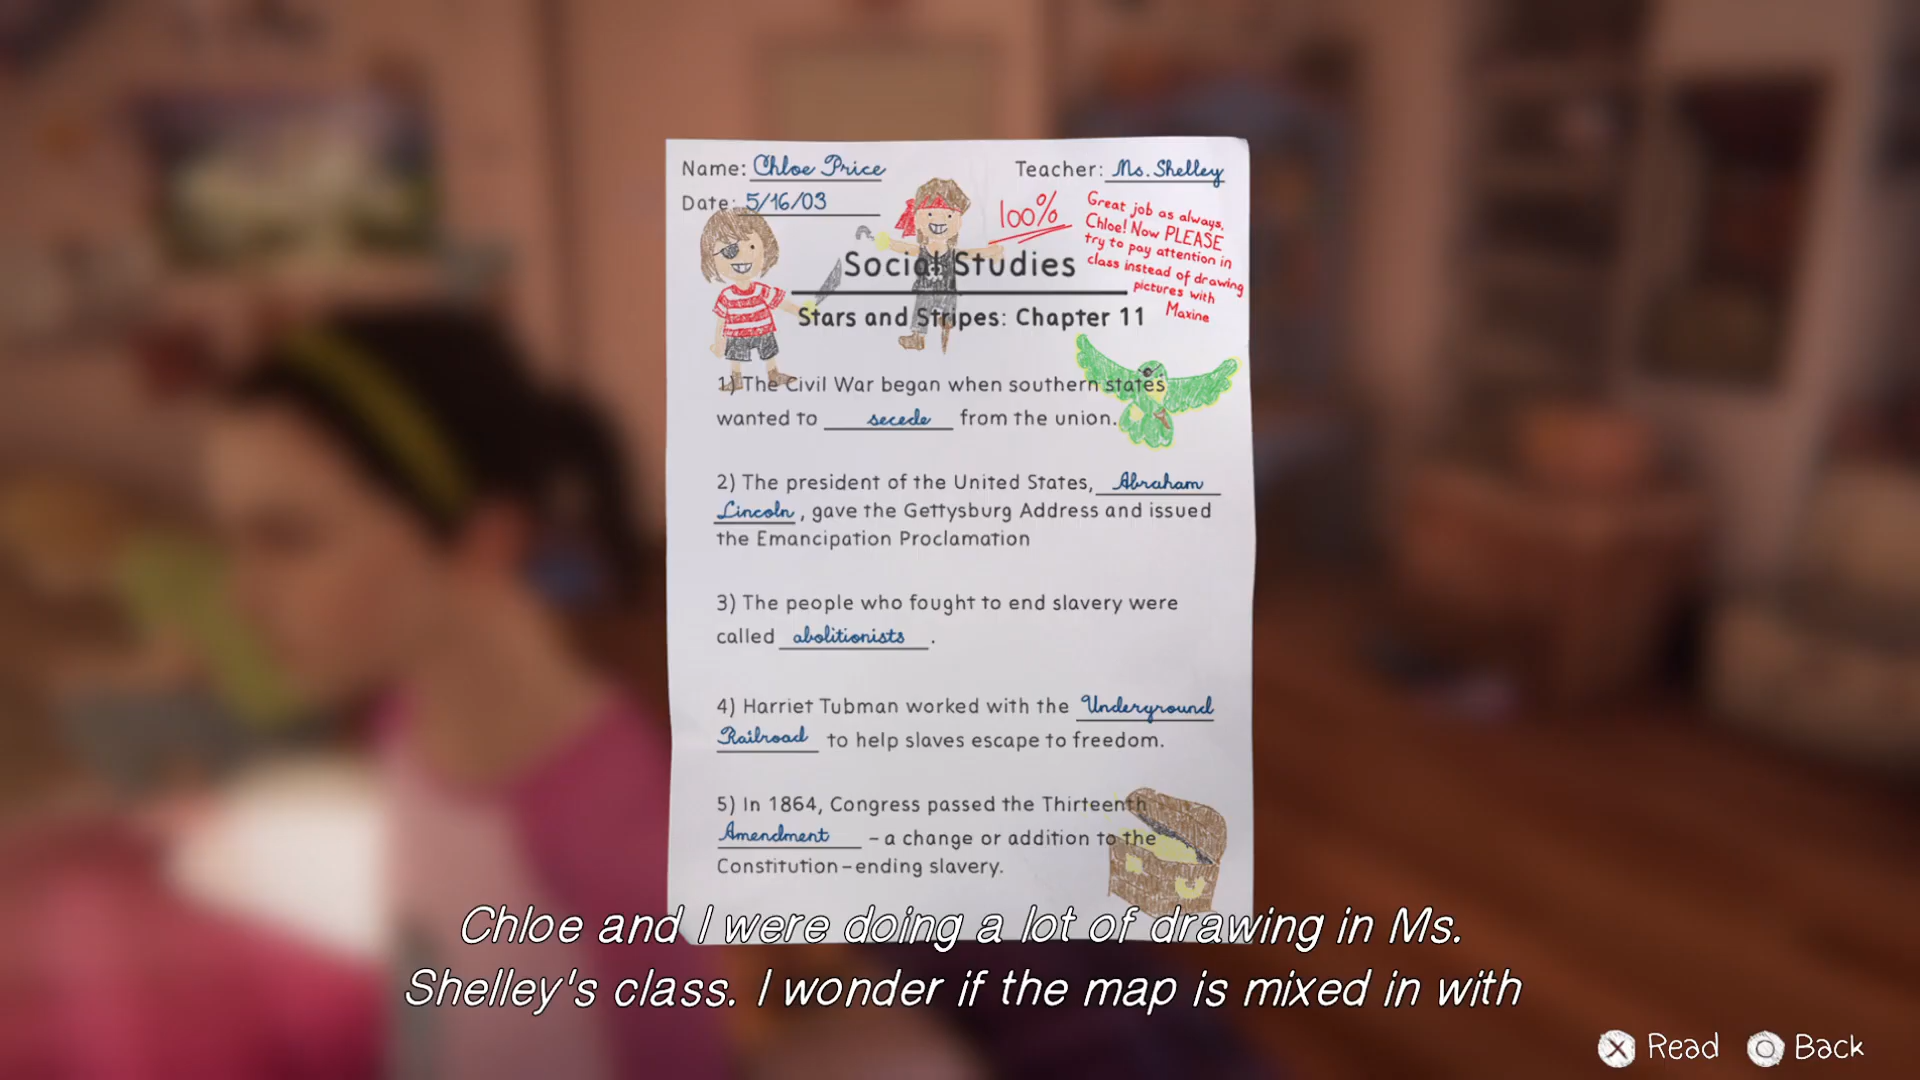 Name: Chloe Price
Teacher: Ms. Shelley
Date: 5/16/03
100%
Great job as always,
Chloe! Now PLEASE
try to pay attention in
class instead of drawing
pictures with
Maxine
Social Studies
Stars and Stripes: Chapter 11
1) The Civil War began when southern states
wanted to secede from the union.
2) The president of the United States, Abraham
Lincoln, gave the Gettysburg Address and issued
the Emancipation Proclamation
3) The people who fought to end slavery were
called abolitionists.
4) Harriet Tubman worked with the Underground
Railroad to help slaves escape to freedom.
5) In 1864, Congress passed the Thirteenth
Amendment – a change or addition to the
Constitution – ending slavery.
Chloe and I were doing a lot of drawing in Ms.
Shelley's class. I wonder if the map is mixed in with
Read Back